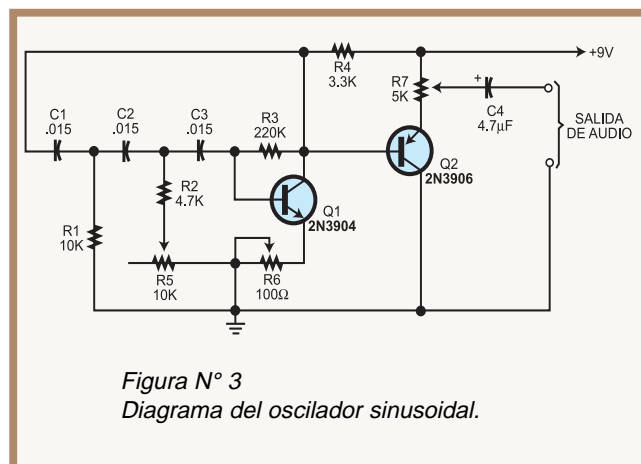 +9V
R4
3.3K
R7
5K
C1
.015
C2
.015
C3
.015
R3
220K
+
C4
4.7µF
SALIDA
DE AUDIO
Q2
2N3906
R2
4.7K
Q1
2N3904
R1
10K
R5
10K
R6
100Ω
Figura N° 3
Diagrama del oscilador sinusoidal.